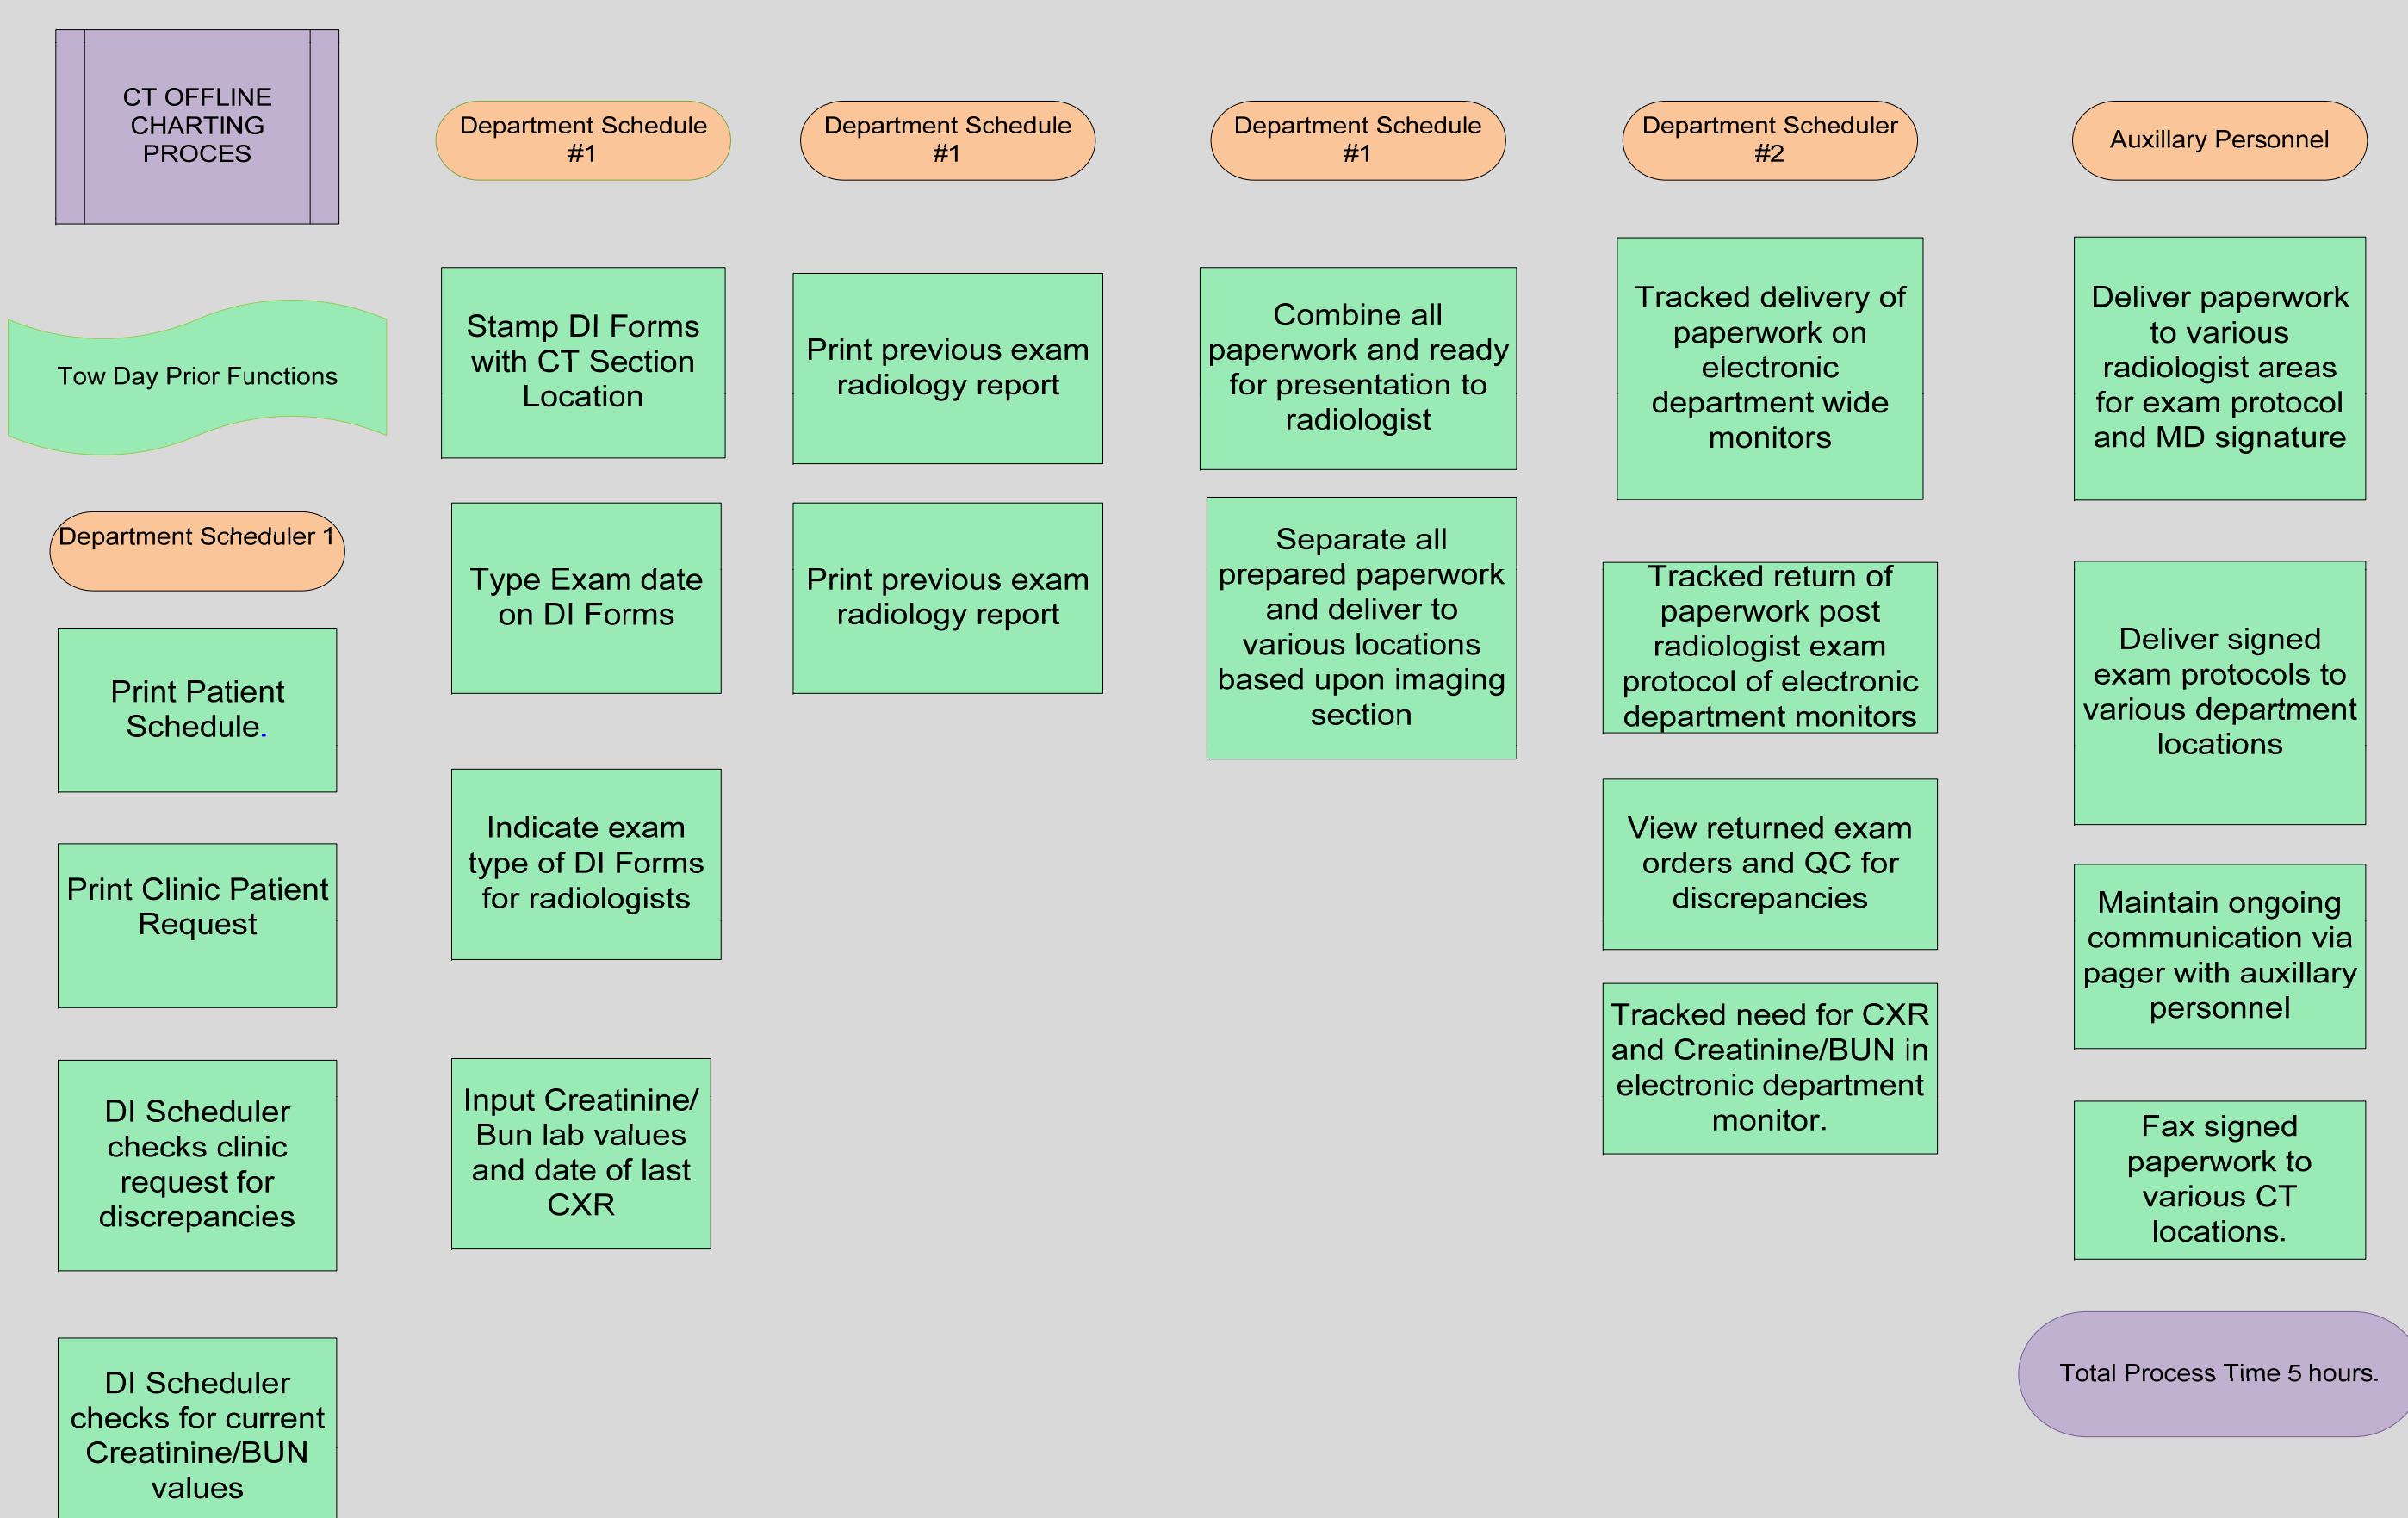 CT OFFLINE
CHARTING
PROCES
Tow Day Prior Functions
Department Scheduler 1
Print Patient
Schedule.
Print Clinic Patient
Request
DI Scheduler
checks clinic
request for
discrepancies
DI Scheduler
checks for current
Creatinine/BUN
values
Department Schedule
#1
Stamp DI Forms
with CT Section
Location
Type Exam date
on DI Forms
Indicate exam
type of DI Forms
for radiologists
Input Creatinine/
Bun lab values
and date of last
CXR
Department Schedule
#1
Print previous exam
radiology report
Print previous exam
radiology report
Department Schedule
#1
Combine all
paperwork and ready
for presentation to
radiologist
Separate all
prepared paperwork
and deliver to
various locations
based upon imaging
section
Department Scheduler
#2
Tracked delivery of
paperwork on
electronic
department wide
monitors
Tracked return of
paperwork post
radiologist exam
protocol of electronic
department monitors
View returned exam
orders and QC for
discrepancies
Tracked need for CXR
and Creatinine/BUN in
electronic department
monitor.
Auxillary Personnel
Deliver paperwork
to various
radiologist areas
for exam protocol
and MD signature
Deliver signed
exam protocols to
various department
locations
Maintain ongoing
communication via
pager with auxillary
personnel
Fax signed
paperwork to
various CT
locations.
Total Process Time 5 hours.